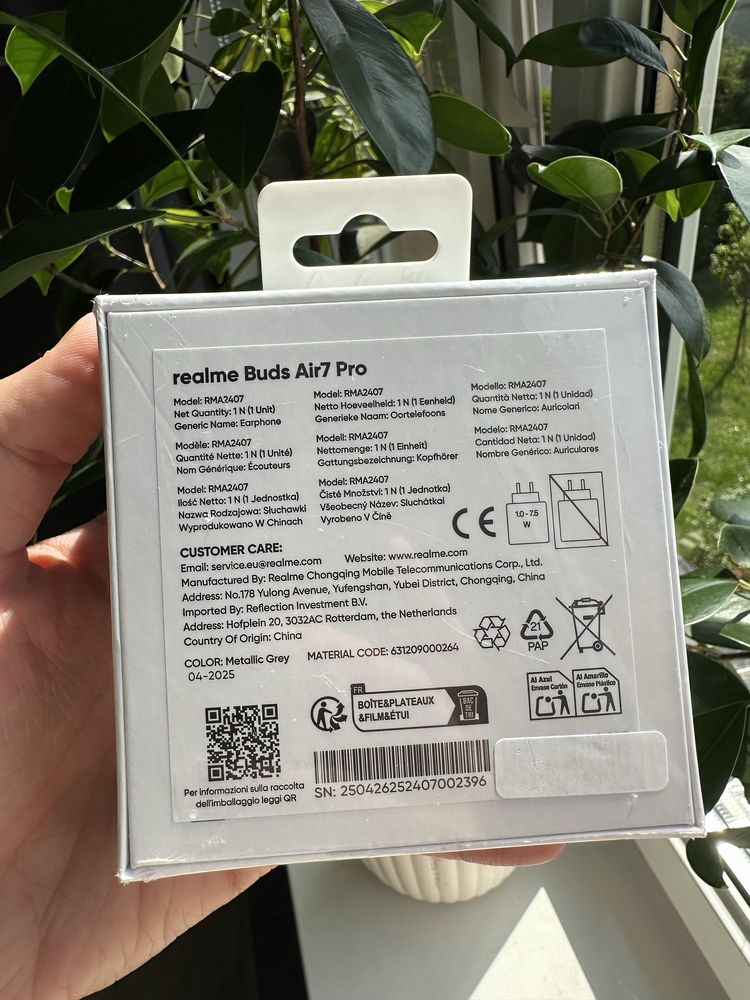 realme Buds Air7 Pro
Model: RMA2407
Net Quantity: 1 N (1 Unit)
Generic Name: Earphone
Model: RMA2407
Netto Hoeveelheid: 1 N (1 Eenheid)
Generieke Naam: Oortelefoons
Modello: RMA2407
Quantità Netta: 1 N (1 Unidad)
Nome Generico: Auricolari
Modèle: RMA2407
Quantité Nette: 1 N (1 Unité)
Nom Générique: Écouteurs
Modell: RMA2407
Nettomenge: 1 N (1 Einheit)
Gattungsbezeichnung: Kopfhörer
Modelo: RMA2407
Cantidad Neta: 1 N (1 Unidad)
Nombre Genérico: Auriculares
Model: RMA2407
Ilość Netto: 1 N (1 Jednostka)
Nazwa Rodzajowa: Słuchawki
Wyprodukowano W Chinach
Model: RMA2407
Čisté Množství: 1 N (1 Jednotka)
Všeobecný Název: Sluchátkai
Vyrobeno V Číně
CE
1.0 - 7.5
W
CUSTOMER CARE:
Email: service.eu@realme.com Website: www.realme.com
Manufactured By: Realme Chongqing Mobile Telecommunications Corp., Ltd.
Address: No.178 Yulong Avenue, Yufengshan, Yubei District, Chongqing, China
Imported By: Reflection Investment B.V.
Address: Hofplein 20, 3032AC Rotterdam, the Netherlands
Country Of Origin: China
COLOR: Metallic Grey MATERIAL CODE: 631209000264
04-2025
21
PAP
FR
BOÎTE&PLATEAUX
&FILM&ÉTUI
BAC
DE
TRI
Al Azul
Envase Cartón
Al Amarillo
Envase Plástico
Per informazioni sulla raccolta
dell'imballaggio leggi QR
SN: 250426252407002396